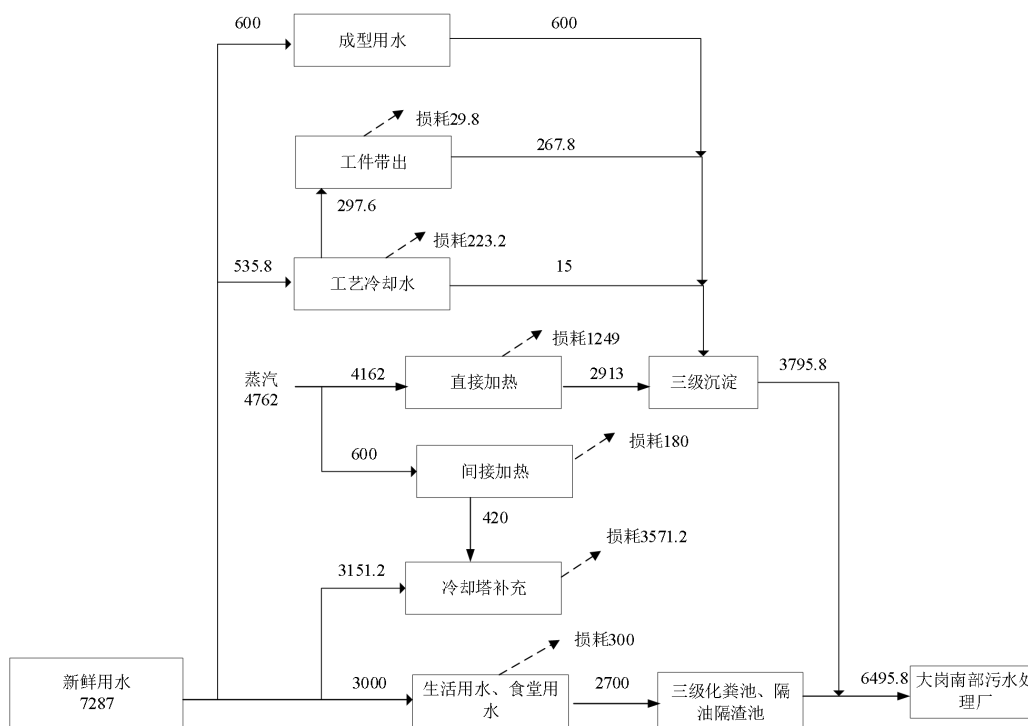 600
成型用水
600
损耗29.8
工件带出
267.8
297.6
损耗223.2
535.8
工艺冷却水
15
损耗1249
蒸汽
4762
4162
直接加热
2913
三级沉淀
3795.8
损耗180
600
间接加热
420
损耗3571.2
3151.2
冷却塔补充
损耗300
新鲜用水
7287
3000
生活用水、食堂用
水
2700
三级化粪池、隔
油隔渣池
6495.8
大岗南部污水处
理厂